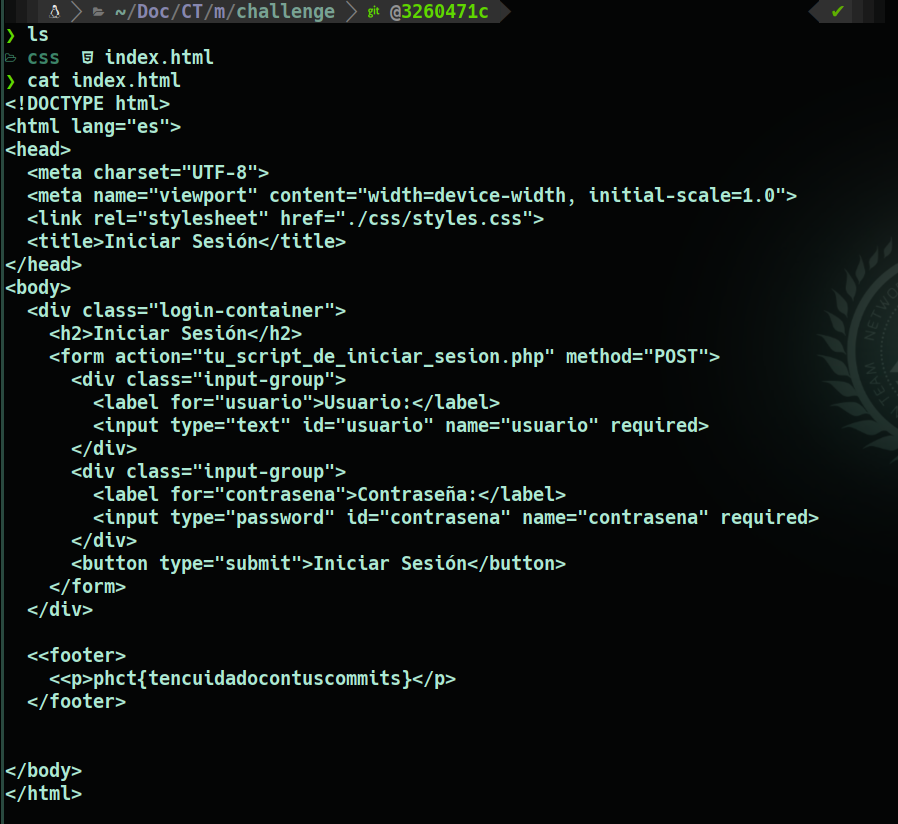 ~/Doc/CT/m/challenge git @3260471c ✔
❯ ls
css index.html
❯ cat index.html
<!DOCTYPE html>
<html lang="es">
<head>
  <meta charset="UTF-8">
  <meta name="viewport" content="width=device-width, initial-scale=1.0">
  <link rel="stylesheet" href="./css/styles.css">
  <title>Iniciar Sesión</title>
</head>
<body>
  <div class="login-container">
    <h2>Iniciar Sesión</h2>
    <form action="tu_script_de_iniciar_sesion.php" method="POST">
      <div class="input-group">
        <label for="usuario">Usuario:</label>
        <input type="text" id="usuario" name="usuario" required>
      </div>
      <div class="input-group">
        <label for="contrasena">Contraseña:</label>
        <input type="password" id="contrasena" name="contrasena" required>
      </div>
      <button type="submit">Iniciar Sesión</button>
    </form>
  </div>

  <<footer>
    <<p>phct{tencuidadocontuscommits}</p>
  </footer>


</body>
</html>
TEAM